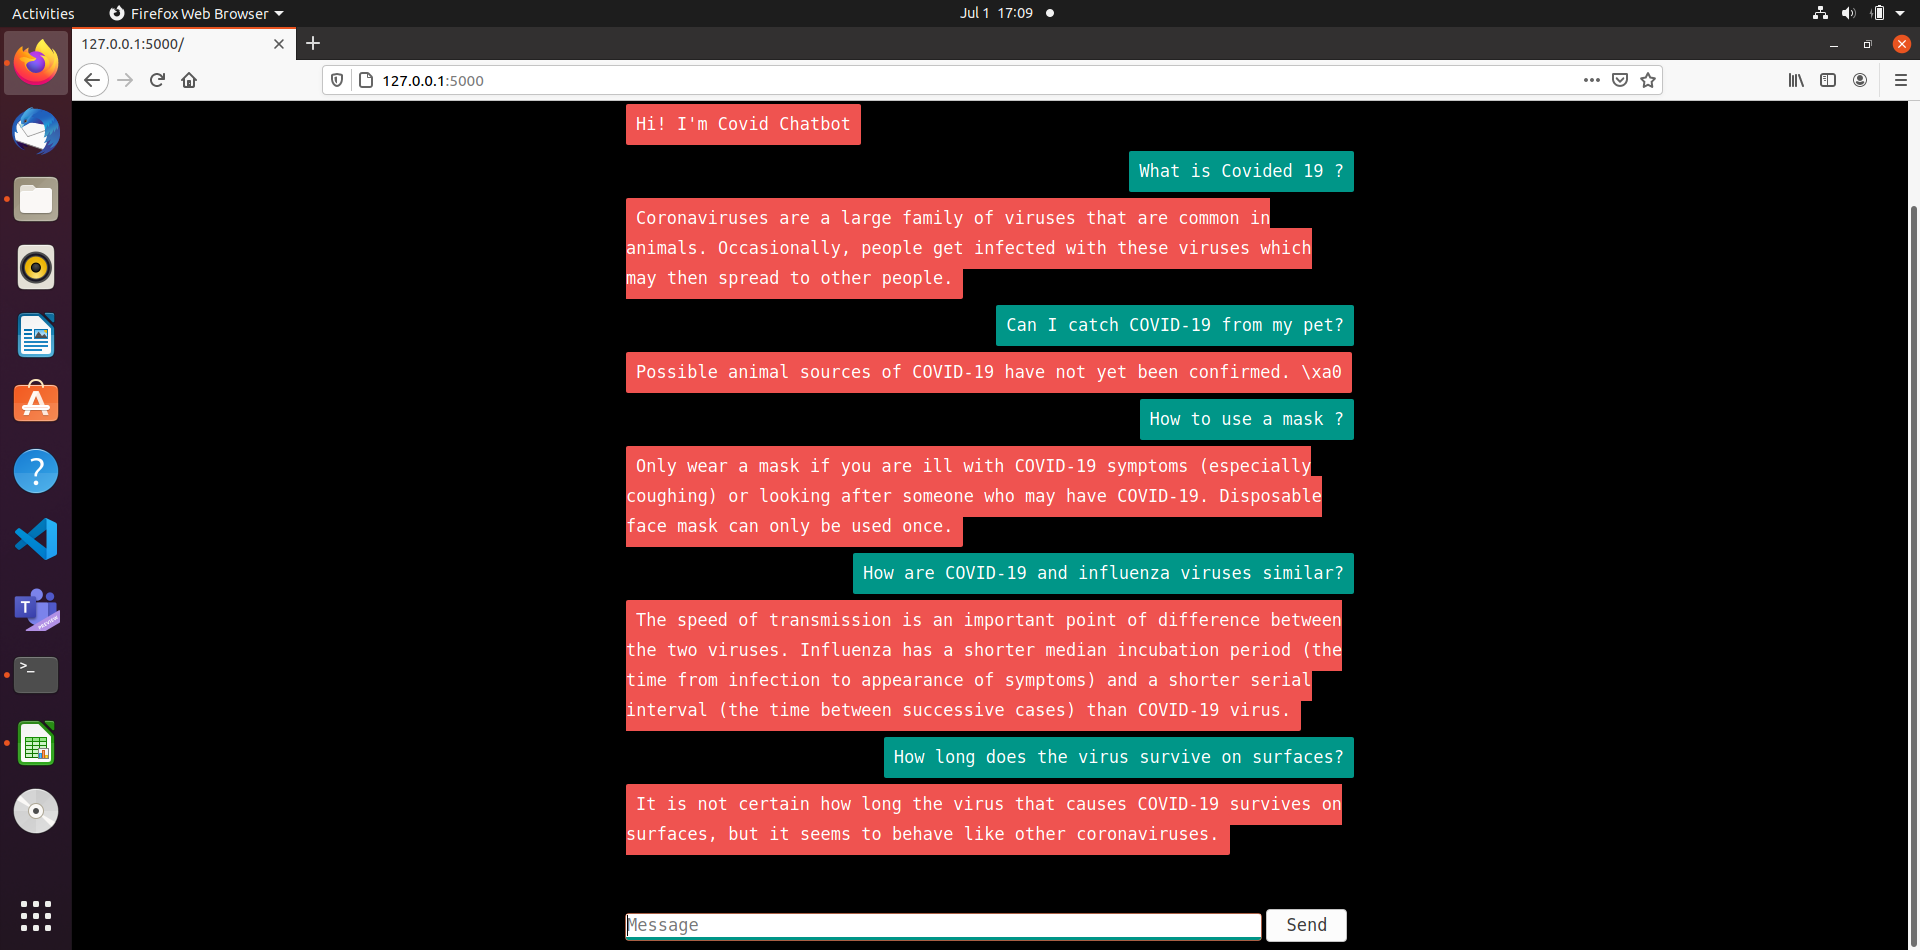 Activities
Firefox Web Browser
Jul 1 17:09
127.0.0.1:5000/
127.0.0.1:5000
Hi! I'm Covid Chatbot
What is Covided 19 ?
Coronaviruses are a large family of viruses that are common in
animals. Occasionally, people get infected with these viruses which
may then spread to other people.
Can I catch COVID-19 from my pet?
Possible animal sources of COVID-19 have not yet been confirmed. \xa0
How to use a mask ?
Only wear a mask if you are ill with COVID-19 symptoms (especially
coughing) or looking after someone who may have COVID-19. Disposable
face mask can only be used once.
How are COVID-19 and influenza viruses similar?
The speed of transmission is an important point of difference between
the two viruses. Influenza has a shorter median incubation period (the
time from infection to appearance of symptoms) and a shorter serial
interval (the time between successive cases) than COVID-19 virus.
How long does the virus survive on surfaces?
It is not certain how long the virus that causes COVID-19 survives on
surfaces, but it seems to behave like other coronaviruses.
Message
Send